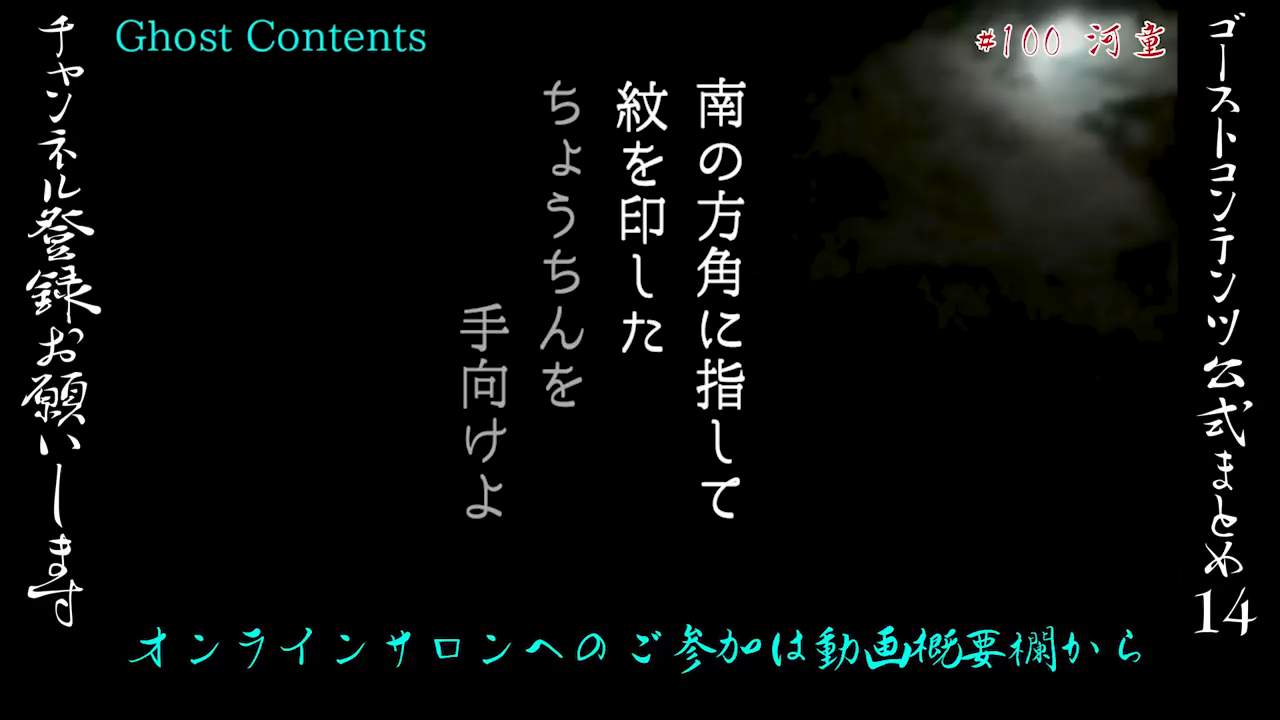 Ghost Contents
#100 河童
ゴーストコンテンツ公式まとめ14
南の方角に指して
紋を印した
ちょうちんを
手向けよ
チャンネル登録お願いします
オンラインサロンへのご参加は動画概要欄から